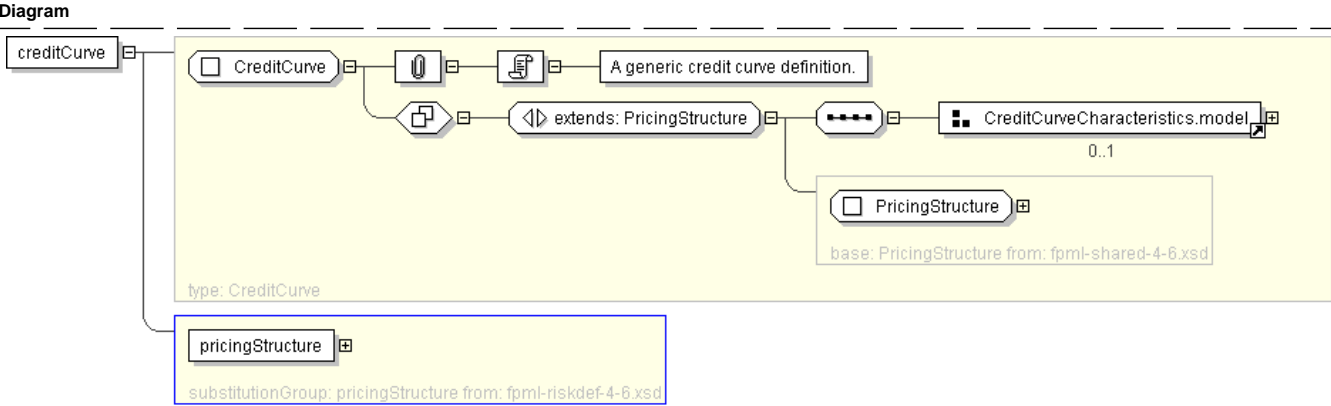 Diagram
creditCurve
CreditCurve
A generic credit curve definition.
extends: PricingStructure
CreditCurveCharacteristics.model
0..1
PricingStructure
base: PricingStructure from: fpml-shared-4-6.xsd
type: CreditCurve
pricingStructure
substitutionGroup: pricingStructure from: fpml-riskdef-4-6.xsd